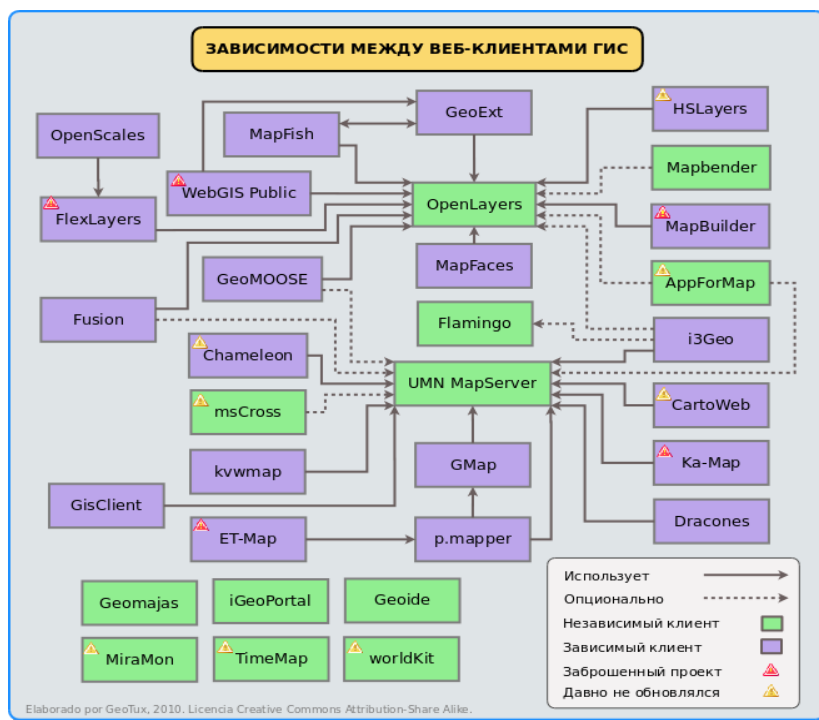 ЗАВИСИМОСТИ МЕЖДУ ВЕБ-КЛИЕНТАМИ ГИС
GeoExt
HSLayers
OpenScales
MapFish
Mapbender
WebGIS Public
OpenLayers
FlexLayers
MapBuilder
MapFaces
GeoMOOSE
AppForMap
Fusion
Flamingo
i3Geo
Chameleon
UMN MapServer
msCross
CartoWeb
kvwmap
GMap
Ka-Map
GisClient
Dracones
ET-Map
p.mapper
Geomajas
iGeoPortal
Geoide
MiraMon
TimeMap
worldKit
Использует
Опционально
Независимый клиент
Зависимый клиент
Заброшенный проект
Давно не обновлялся
Elaborado por GeoTux, 2010. Licencia Creative Commons Attribution-Share Alike.